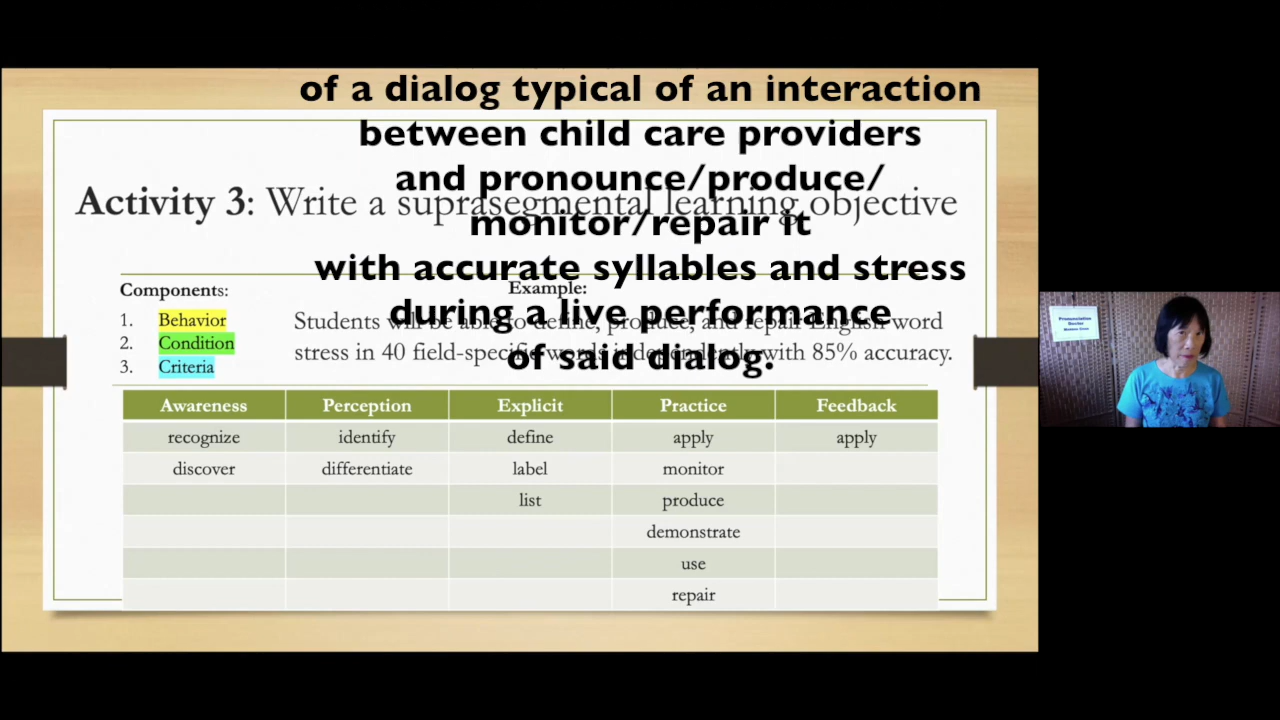 of a dialog typical of an interaction
between child care providers
and pronounce/produce/
monitor/repair it
with accurate syllables and stress
during a live performance
of said dialog.
Activity 3: Write a suprasegmental learning objective
Components:
1. Behavior
2. Condition
3. Criteria
Example:
Students will be able to define, produce, and repair English word
stress in 40 field-specific words independently with 85% accuracy.
Awareness Perception Explicit Practice Feedback
recognize identify define apply apply
discover differentiate label monitor
list produce
demonstrate
use
repair
Pronunciation